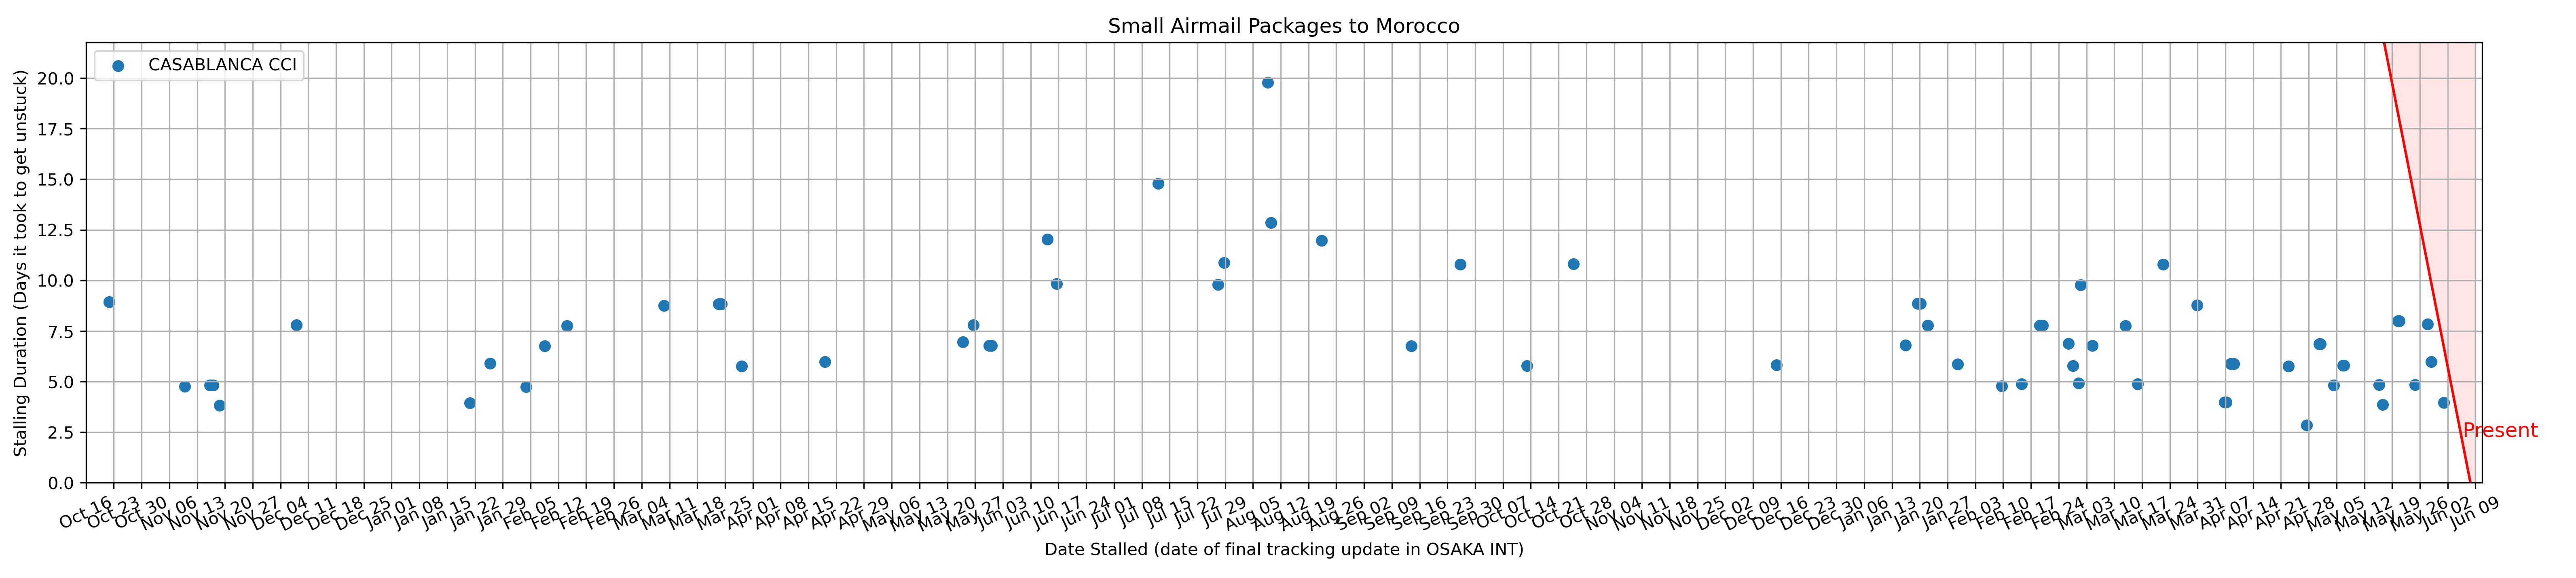 Small Airmail Packages to Morocco
CASABLANCA CCI
Stalling Duration (Days it took to get unstuck)
20.0
17.5
15.0
12.5
10.0
7.5
5.0
2.5
0.0
Present
Oct 16
Oct 23
Oct 30
Nov 06
Nov 13
Nov 20
Nov 27
Dec 04
Dec 11
Dec 18
Dec 25
Jan 01
Jan 08
Jan 15
Jan 22
Jan 29
Feb 05
Feb 12
Feb 19
Feb 26
Mar 04
Mar 11
Mar 18
Mar 25
Apr 01
Apr 08
Apr 15
Apr 22
Apr 29
May 06
May 13
May 20
May 27
Jun 03
Jun 10
Jun 17
Jun 24
Jul 01
Jul 08
Jul 15
Jul 22
Jul 29
Aug 05
Aug 12
Aug 19
Aug 26
Sep 02
Sep 09
Sep 16
Sep 23
Sep 30
Oct 07
Oct 14
Oct 21
Oct 28
Nov 04
Nov 11
Nov 18
Nov 25
Dec 02
Dec 09
Dec 16
Dec 23
Dec 30
Jan 06
Jan 13
Jan 20
Jan 27
Feb 03
Feb 10
Feb 17
Feb 24
Mar 03
Mar 10
Mar 17
Mar 24
Mar 31
Apr 07
Apr 14
Apr 21
Apr 28
May 05
May 12
May 19
May 26
Jun 02
Jun 09
Date Stalled (date of final tracking update in OSAKA INT)